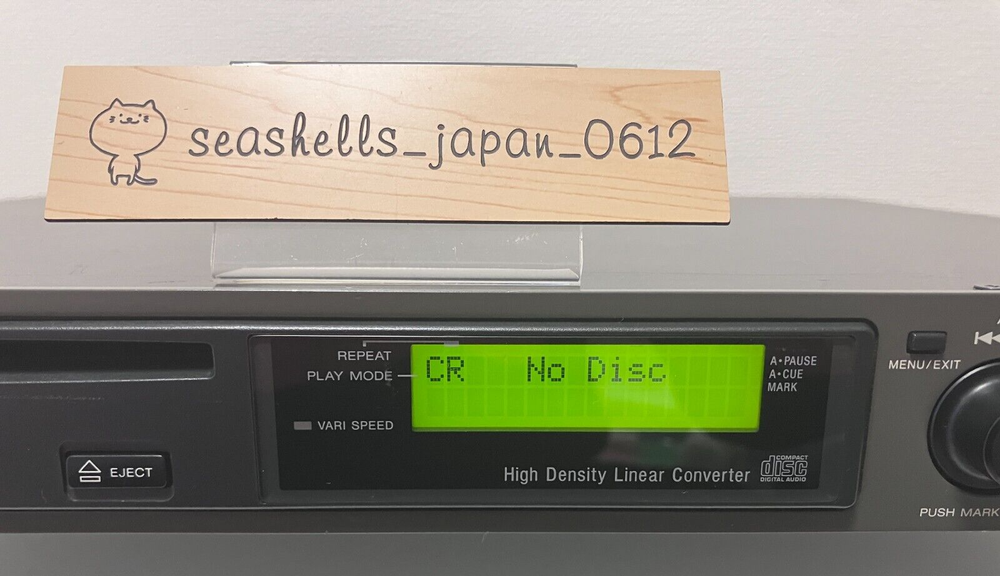 seashells_japan_0612
REPEAT
PLAY MODE
CR No Disc
A•PAUSE
A•CUE
MARK
MENU/EXIT
VARI SPEED
EJECT
High Density Linear Converter
COMPACT
disc
DIGITAL AUDIO
PUSH MARK